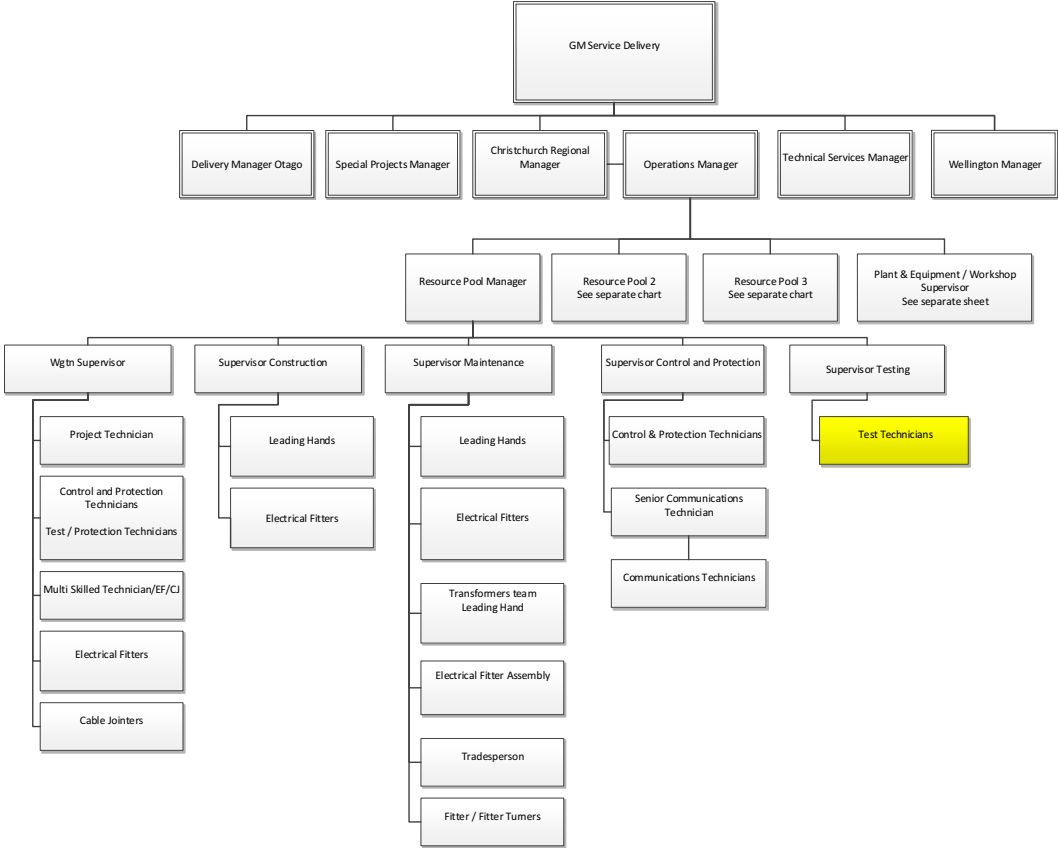 GM Service Delivery
Delivery Manager Otago
Special Projects Manager
Christchurch Regional
Manager
Operations Manager
Technical Services Manager
Wellington Manager
Resource Pool Manager
Resource Pool 2
See separate chart
Resource Pool 3
See separate chart
Plant & Equipment / Workshop
Supervisor
See separate sheet
Wgtn Supervisor
Supervisor Construction
Supervisor Maintenance
Supervisor Control and Protection
Supervisor Testing
Project Technician
Control and Protection
Technicians
Test / Protection Technicians
Multi Skilled Technician/EF/CJ
Electrical Fitters
Cable Jointers
Leading Hands
Electrical Fitters
Leading Hands
Electrical Fitters
Transformers team
Leading Hand
Electrical Fitter Assembly
Tradesperson
Fitter / Fitter Turners
Control & Protection Technicians
Senior Communications
Technician
Communications Technicians
Test Technicians